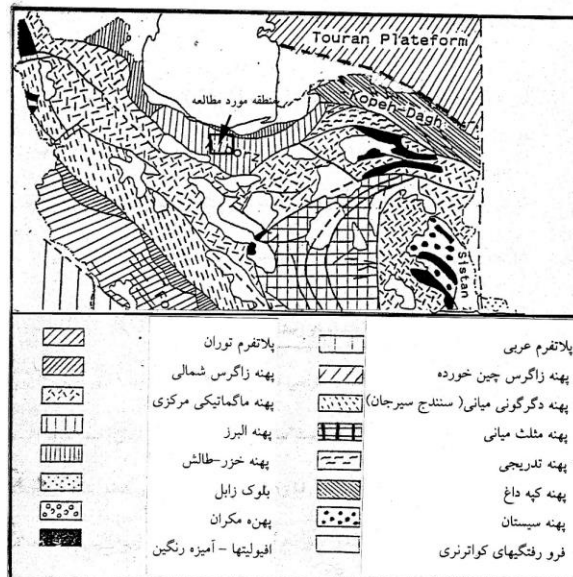 Touran Plateform
Kopeh-Dagh
منطقه مورد مطالعه
Sistan
پلاتفرم عربی
پهنه زاگرس چین خورده
پهنه دگرگونی میانی( سنندج سیرجان)
پهنه مثلث میانی
پهنه تدریجی
پهنه کپه داغ
پهنه سیستان
فرو رفتگیهای کواترنری
پلاتفرم توران
پهنه زاگرس شمالی
پهنه ماگماتیکی مرکزی
پهنه البرز
پهنه خزر-طالش
بلوک زابل
پهنه مکران
افیولیتها - آمیزه رنگین